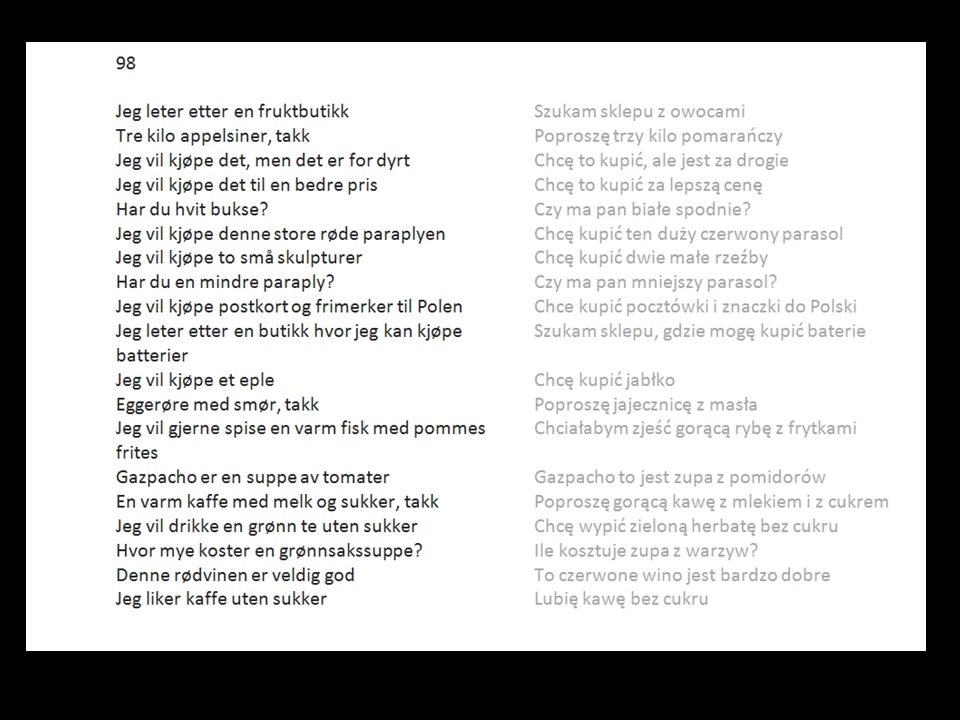 98
Jeg leter etter en fruktbutikk Szukam sklepu z owocami
Tre kilo appelsiner, takk Poproszę trzy kilo pomarańczy
Jeg vil kjøpe det, men det er for dyrt Chcę to kupić, ale jest za drogie
Jeg vil kjøpe det til en bedre pris Chcę to kupić za lepszą cenę
Har du hvit bukse? Czy ma pan białe spodnie?
Jeg vil kjøpe denne store røde paraplyen Chcę kupić ten duży czerwony parasol
Jeg vil kjøpe to små skulpturer Chcę kupić dwie małe rzeźby
Har du en mindre paraply? Czy ma pan mniejszy parasol?
Jeg vil kjøpe postkort og frimerker til Polen Chce kupić pocztówki i znaczki do Polski
Jeg leter etter en butikk hvor jeg kan kjøpe Szukam sklepu, gdzie mogę kupić baterie
batterier
Jeg vil kjøpe et eple Chcę kupić jabłko
Eggerøre med smør, takk Poproszę jajecznicę z masła
Jeg vil gjerne spise en varm fisk med pommes Chciałabym zjeść gorącą rybę z frytkami
frites
Gazpacho er en suppe av tomater Gazpacho to jest zupa z pomidorów
En varm kaffe med melk og sukker, takk Poproszę gorącą kawę z mlekiem i z cukrem
Jeg vil drikke en grønn te uten sukker Chcę wypić zieloną herbatę bez cukru
Hvor mye koster en grønnsakssuppe? Ile kosztuje zupa z warzyw?
Denne rødvinen er veldig god To czerwone wino jest bardzo dobre
Jeg liker kaffe uten sukker Lubię kawę bez cukru